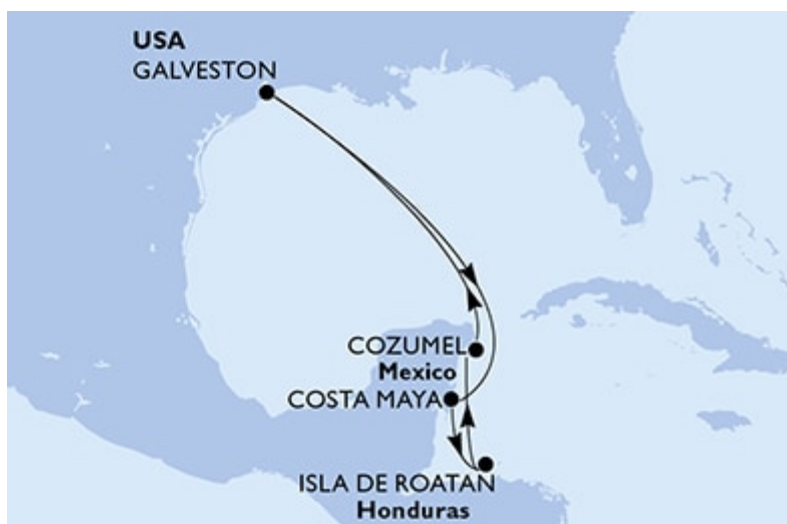 USA
GALVESTON
COZUMEL
Mexico
COSTA MAYA
ISLA DE ROATAN
Honduras